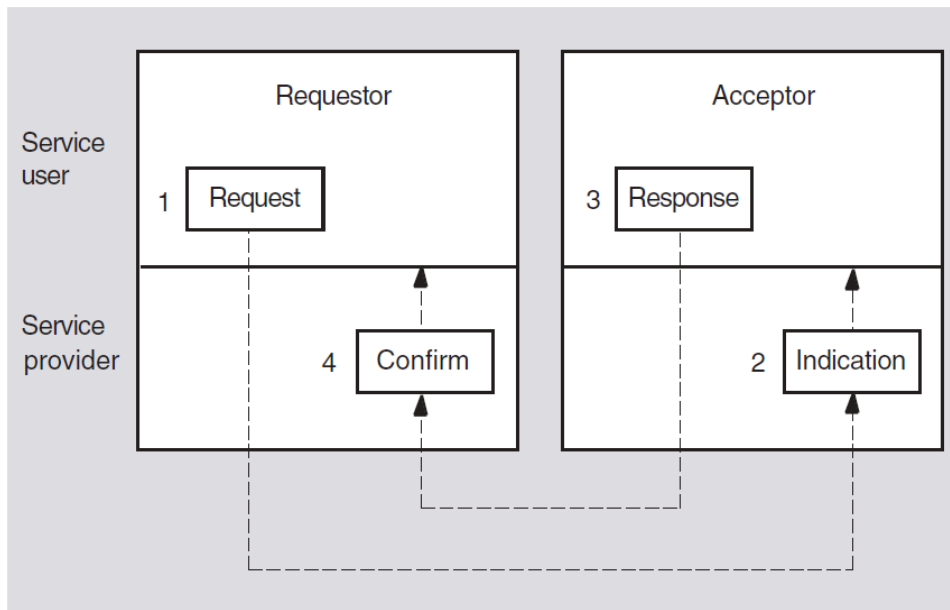 Requestor
Acceptor
Service
user
1
Request
3
Response
Service
provider
4
Confirm
2
Indication